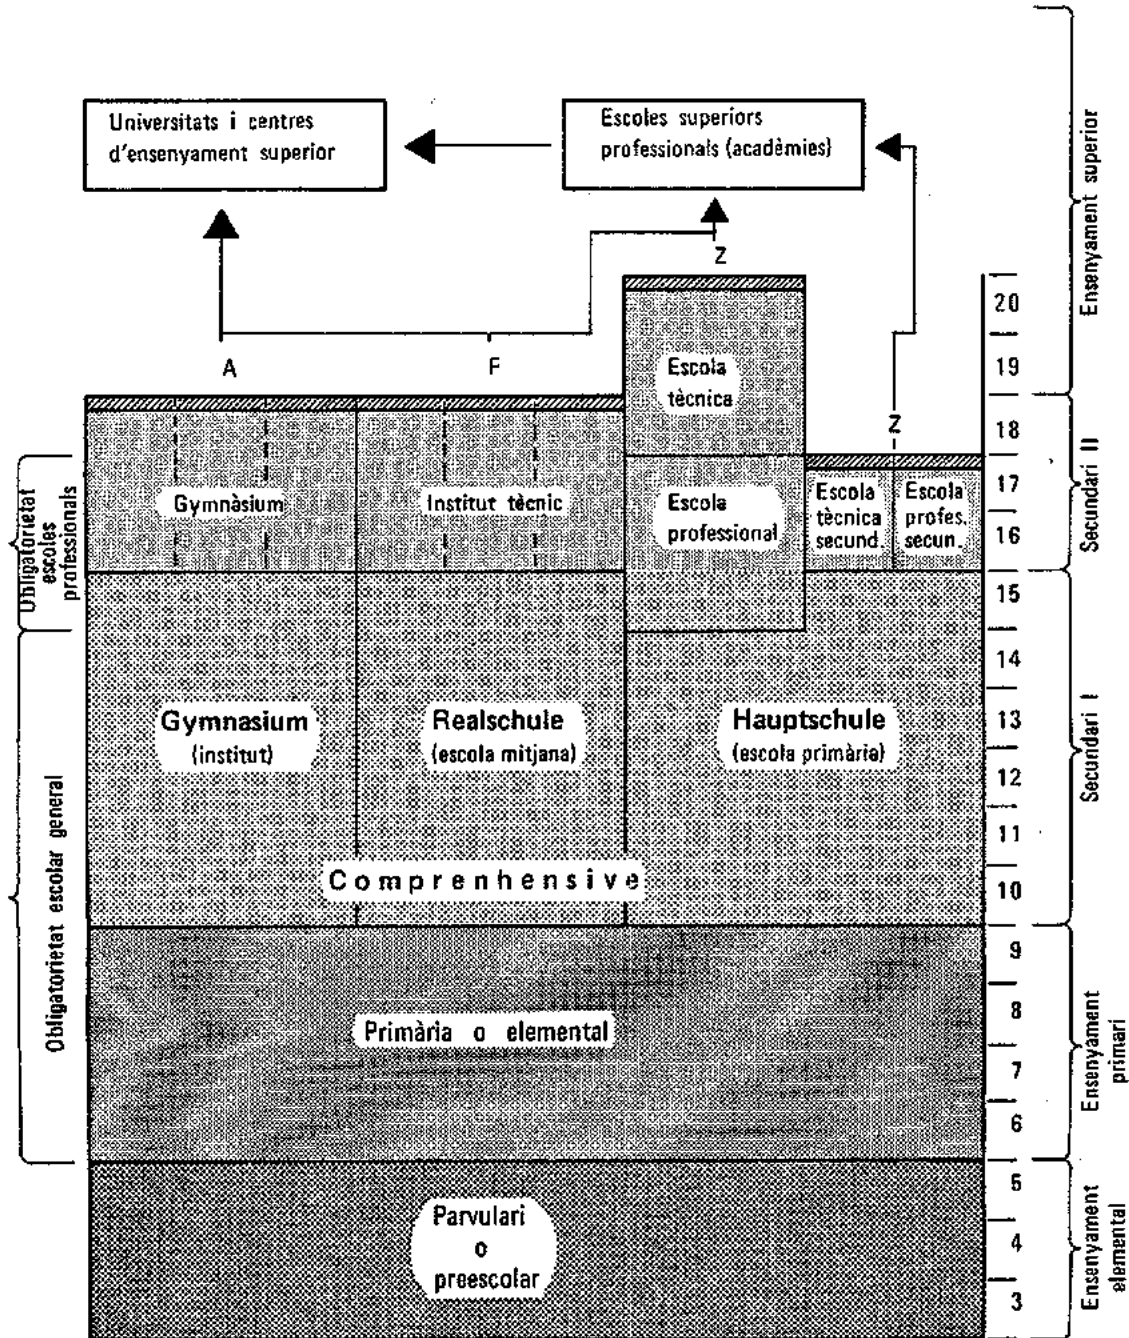 Universitats i centres
d'ensenyament superior
Escoles superiors
professionals (acadèmies)
Ensenyament superior
Z
20
A
F
Escola
tècnica
19
Z
18
Gymnàsium
Institut tècnic
Escola
professional
Escola
tècnica
secund.
Escola
profes.
secun.
17
16
Secundari II
Obligatorietat
escoles
professionals
15
14
Gymnasium
(institut)
Realschule
(escola mitjana)
Hauptschule
(escola primària)
13
12
11
10
Secundari I
Comprenhensive
Obligatorietat escolar general
9
8
Primària o elemental
7
6
Ensenyament
primari
5
Parvulari
o
preescolar
4
3
Ensenyament
elemental